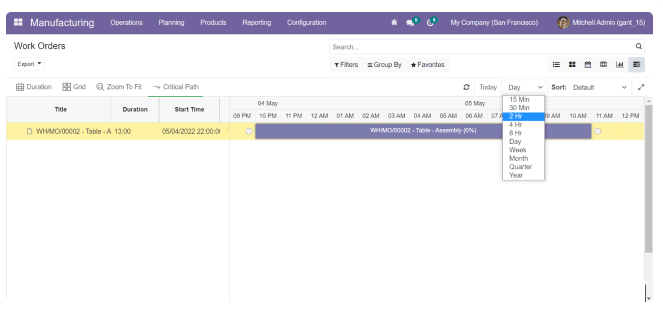 Manufacturing Operations Planning Products Reporting Configuration My Company (San Francisco) Mitchell Admin (gant_15)
Work Orders
Search...
Export
Filters Group By Favorites
Duration Grid Zoom To Fit Critical Path Today Day Sort: Default
Title Duration Start Time
04 May 05 May
09 PM 10 PM 11 PM 12 AM 01 AM 02 AM 03 AM 04 AM 05 AM 06 AM 07 A 9 AM 10 AM 11 AM 12 PM
WH/MO/00002 - Table - A 13:00 05/04/2022 22:00:0
WH/MO/00002 - Table - Assembly (0%)
15 Min
30 Min
2 Hr
4 Hr
8 Hr
Day
Week
Month
Quarter
Year